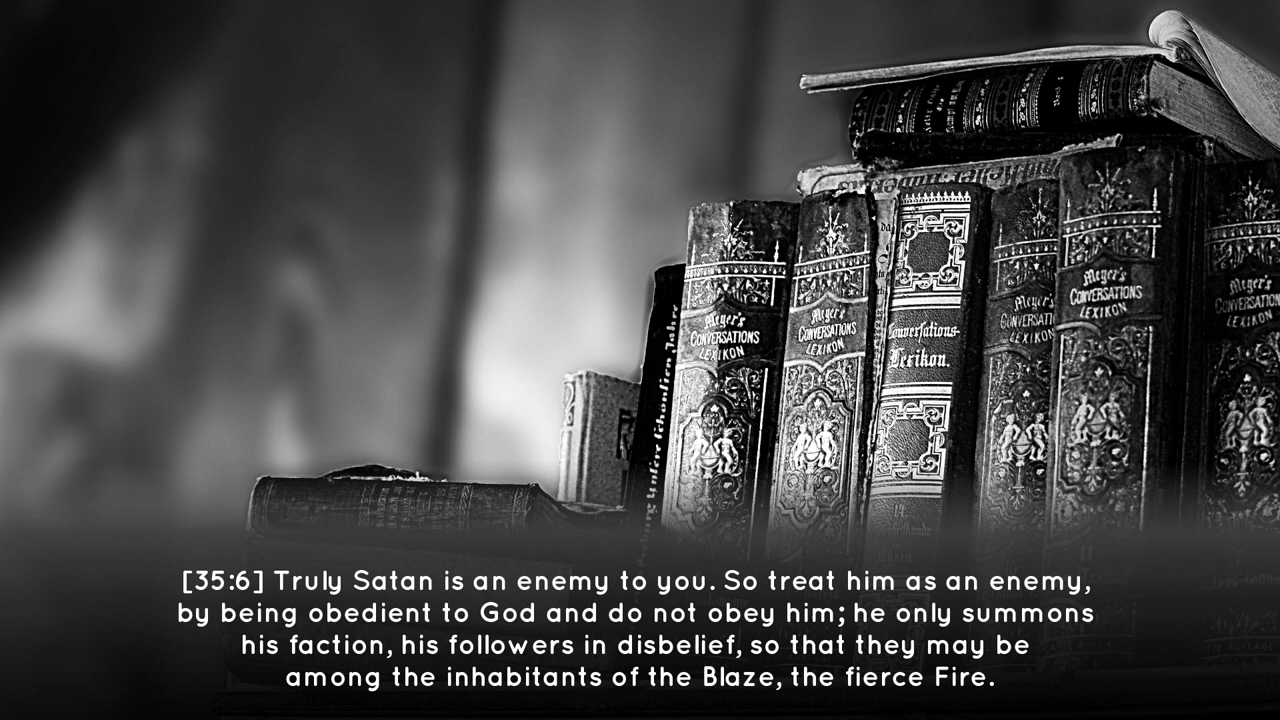 Meyer's
CONVERSATIONS
LEXIKON
Meyer's
CONVERSATIONS
LEXIKON
Conversations-
Lexikon.
14.
Meyer's
CONVERSATI
LEXIKON
Meyer's
CONVERSATIONS
LEXIKON
Meyer's
CONVERSATION
LEXIKON
[35:6] Truly Satan is an enemy to you. So treat him as an enemy,
by being obedient to God and do not obey him; he only summons
his faction, his followers in disbelief, so that they may be
among the inhabitants of the Blaze, the fierce Fire.